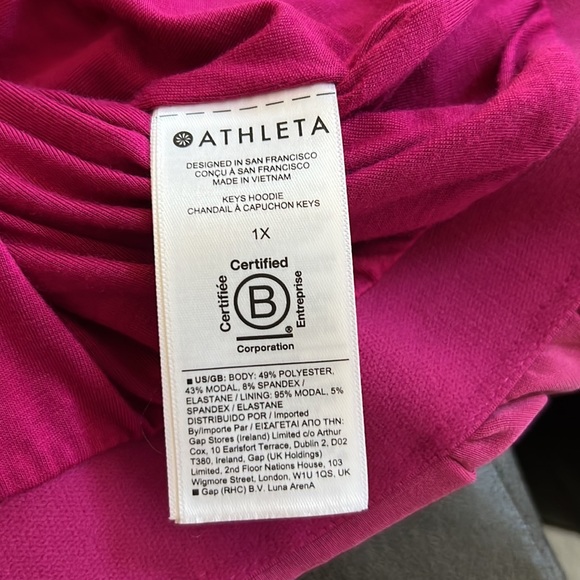 ATHLETA
DESIGNED IN SAN FRANCISCO
CONÇU À SAN FRANCISCO
MADE IN VIETNAM
KEYS HOODIE
CHANDAIL À CAPUCHON KEYS
1X
Certified
Certifiée
B
Entreprise
®
Corporation
■ US/GB: BODY: 49% POLYESTER,
43% MODAL, 8% SPANDEX /
ELASTANE / LINING: 95% MODAL, 5%
SPANDEX / ELASTANE
DISTRIBUIDO POR / Imported
By/Importe Par / ΕΙΣΑΓΕΤΑΙ ΑΠΟ ΤΗΝ:
Gap Stores (Ireland) Limited c/o Arthur
Cox, 10 Earlsfort Terrace, Dublin 2, D02
T380, Ireland, Gap (UK Holdings)
Limited, 2nd Floor Nations House, 103
Wigmore Street, London, W1U 1QS, UK
■ Gap (RHC) B.V. Luna ArenA